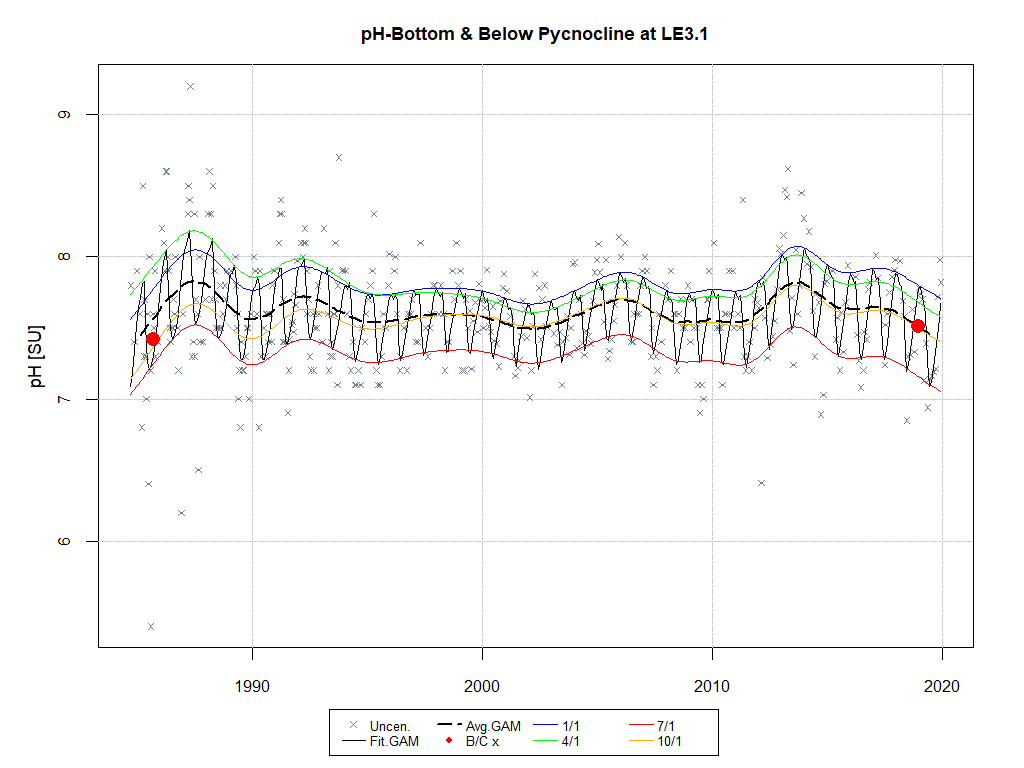 pH-Bottom & Below Pycnocline at LE3.1
pH [SU]
9
8
7
6
1990 2000 2010 2020
Uncen. Avg.GAM 1/1 7/1
Fit.GAM B/C x 4/1 10/1